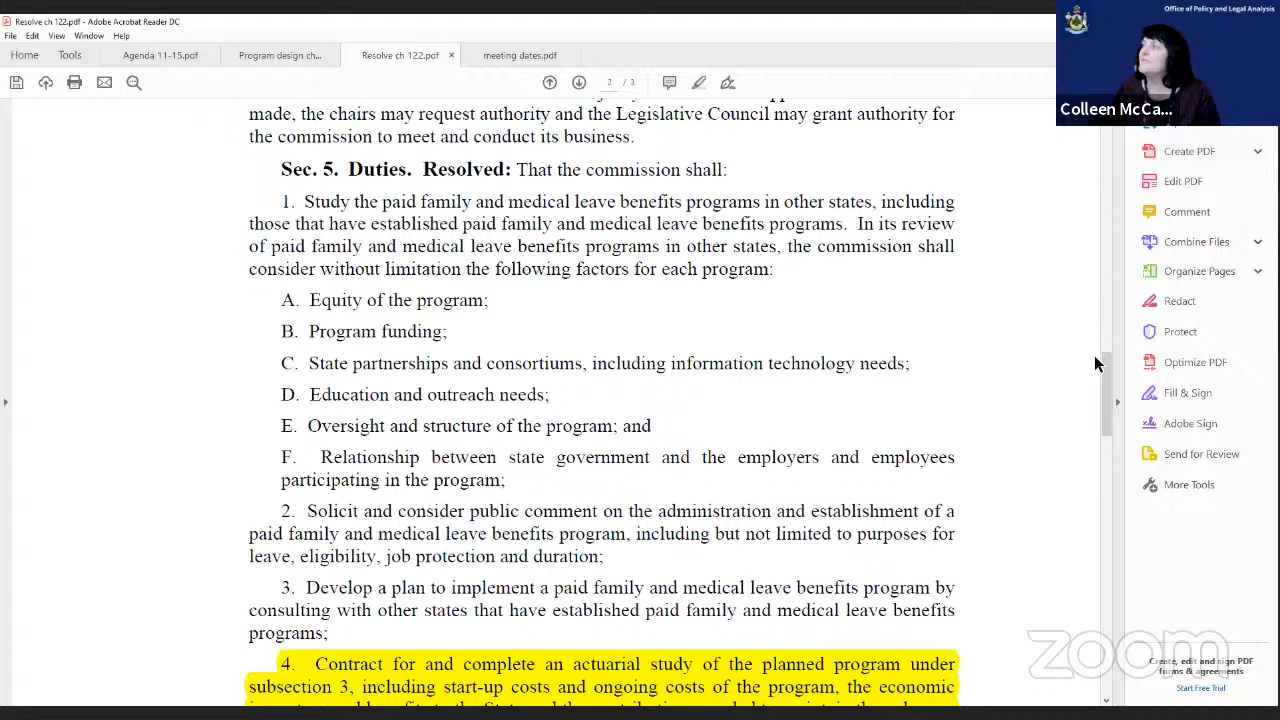 Resolve ch 122.pdf - Adobe Acrobat Reader DC
File Edit View Window Help
Home Tools Agenda 11-15.pdf Program design ch... Resolve ch 122.pdf × meeting dates.pdf
2 / 3
made, the chairs may request authority and the Legislative Council may grant authority for
the commission to meet and conduct its business.
Sec. 5. Duties. Resolved: That the commission shall:
1. Study the paid family and medical leave benefits programs in other states, including
those that have established paid family and medical leave benefits programs. In its review
of paid family and medical leave benefits programs in other states, the commission shall
consider without limitation the following factors for each program:
A. Equity of the program;
B. Program funding;
C. State partnerships and consortiums, including information technology needs;
D. Education and outreach needs;
E. Oversight and structure of the program; and
F. Relationship between state government and the employers and employees
participating in the program;
2. Solicit and consider public comment on the administration and establishment of a
paid family and medical leave benefits program, including but not limited to purposes for
leave, eligibility, job protection and duration;
3. Develop a plan to implement a paid family and medical leave benefits program by
consulting with other states that have established paid family and medical leave benefits
programs;
4. Contract for and complete an actuarial study of the planned program under
subsection 3, including start-up costs and ongoing costs of the program, the economic
Office of Policy and Legal Analysis
Colleen McCa...
Create PDF
Edit PDF
Comment
Combine Files
Organize Pages
Redact
Protect
Optimize PDF
Fill & Sign
Adobe Sign
Send for Review
More Tools
zoom
Create, edit and sign PDF
forms & agreements
Start Free Trial